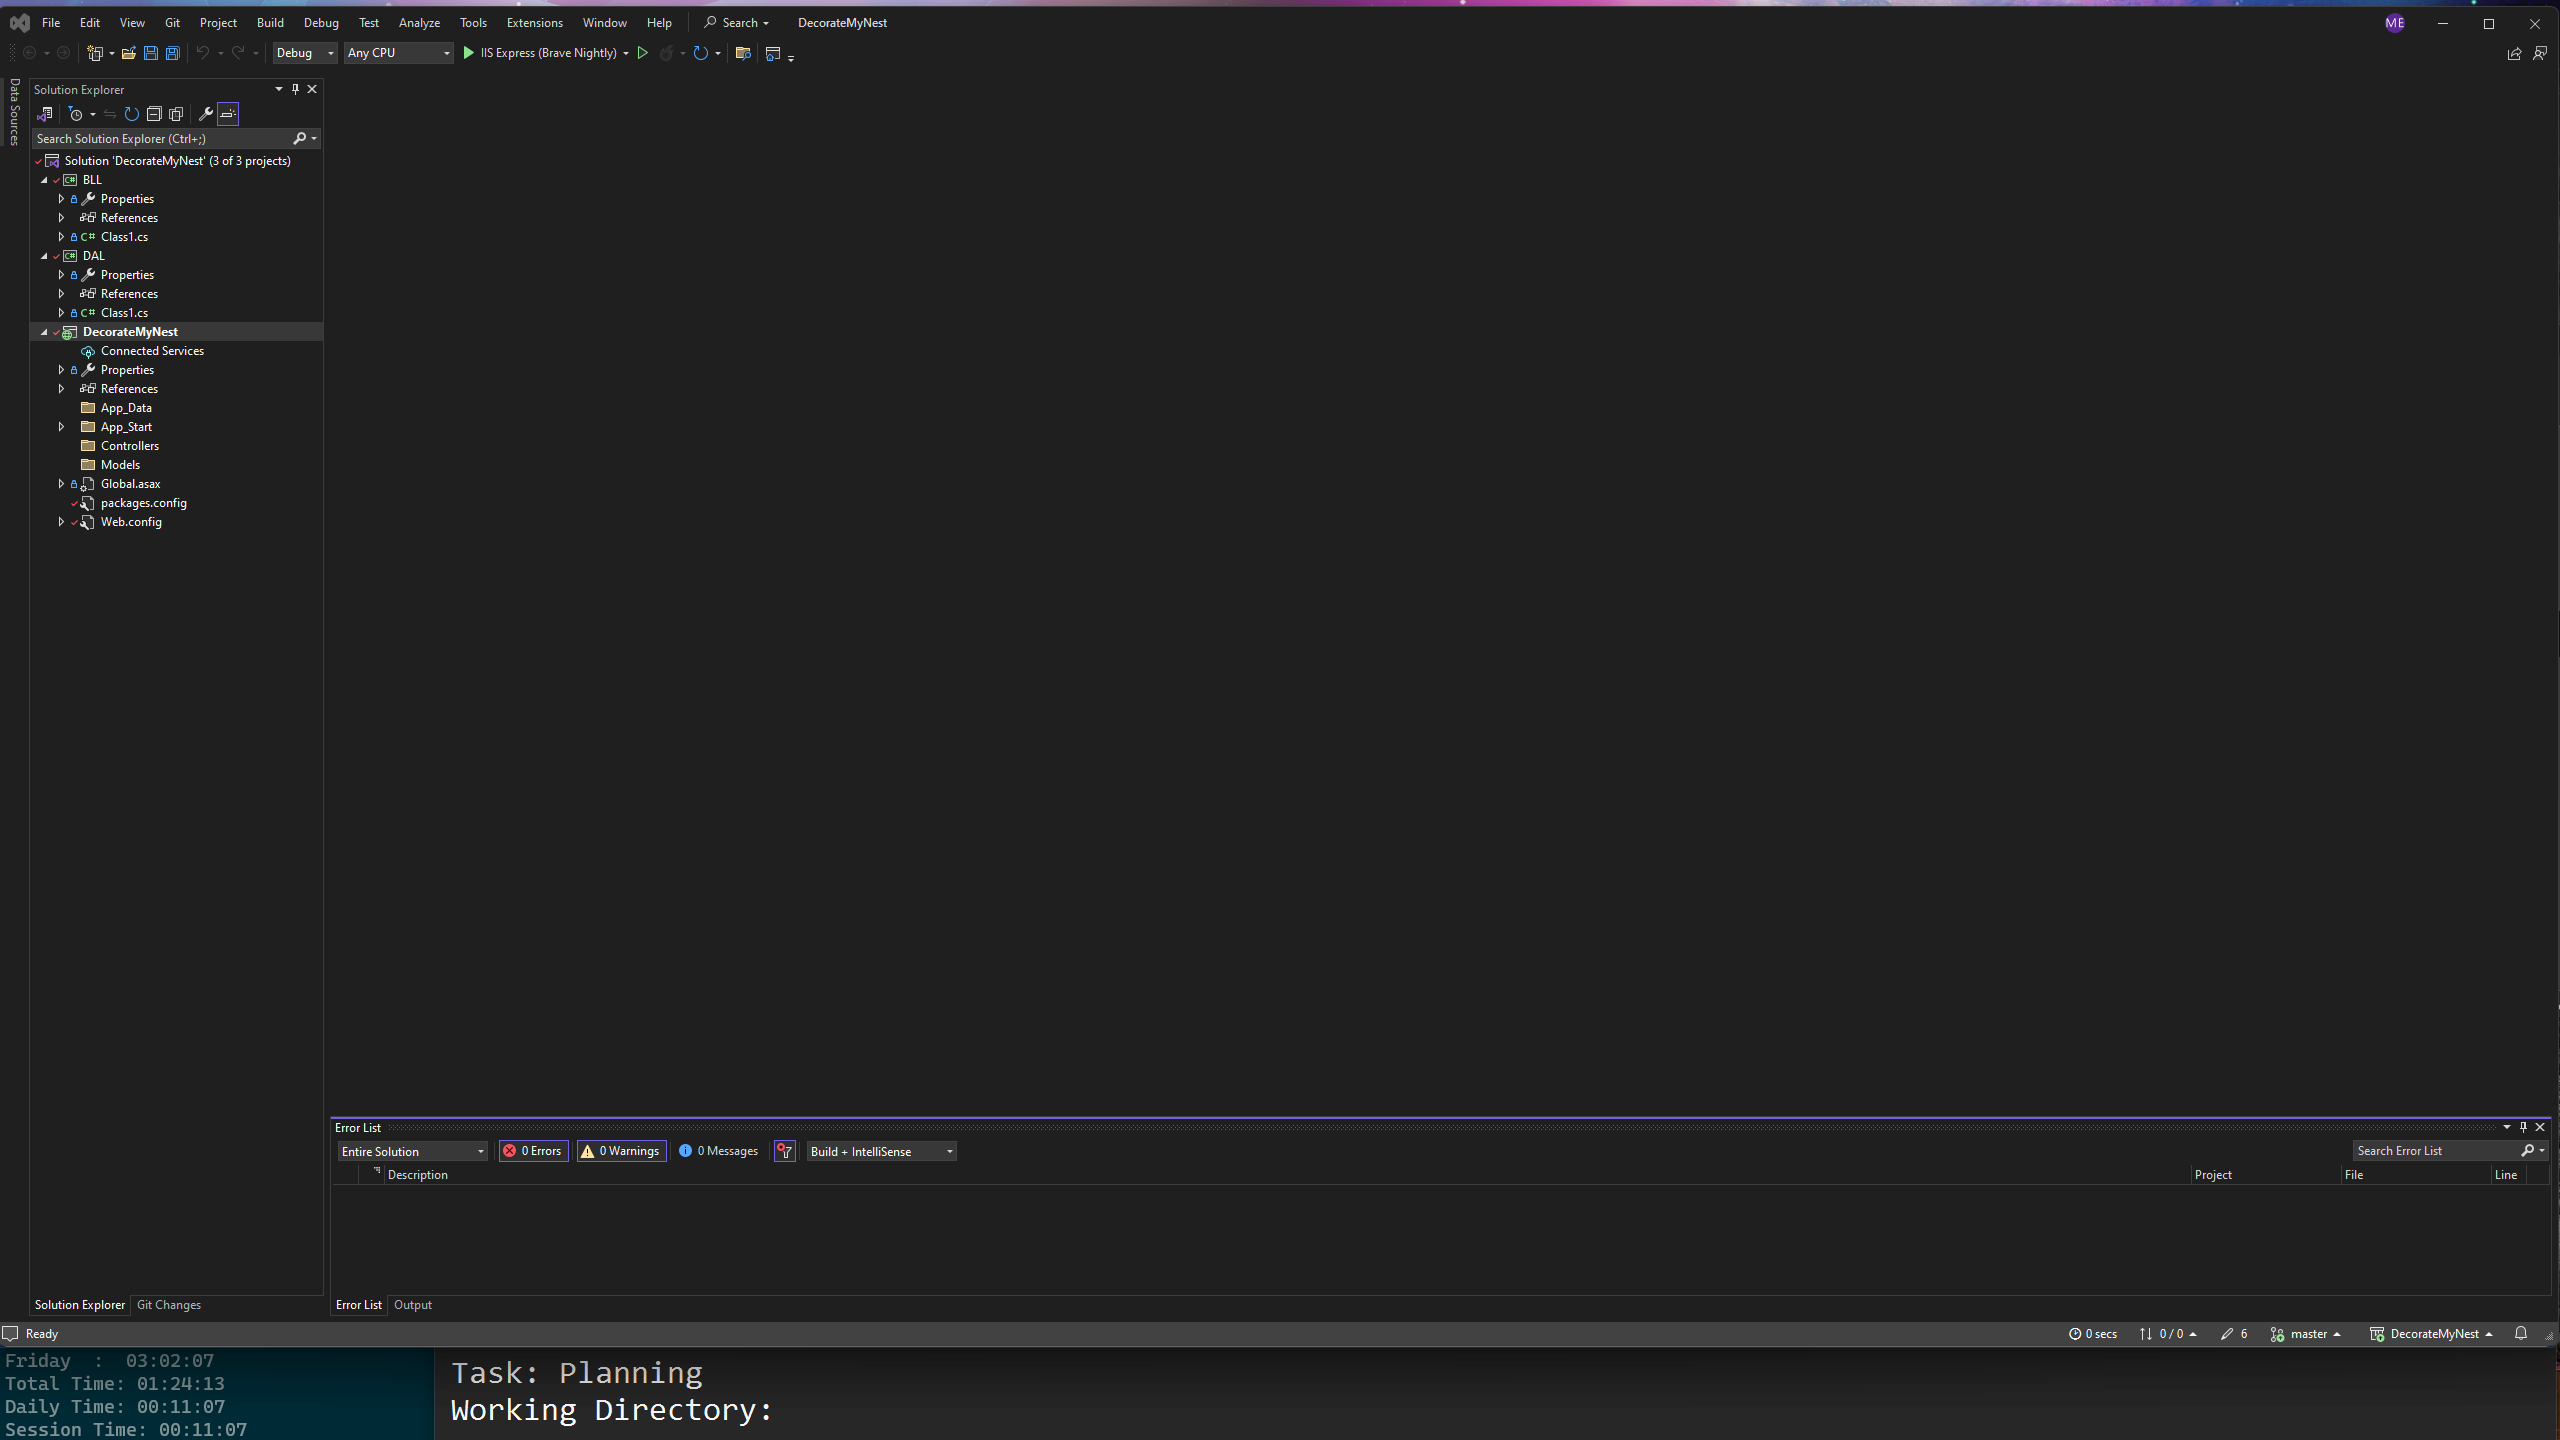 File Edit View Git Project Build Debug Test Analyze Tools Extensions Window Help Search DecorateMyNest ME
Debug Any CPU IIS Express (Brave Nightly)
Data Sources
Solution Explorer
Search Solution Explorer (Ctrl+;)
Solution 'DecorateMyNest' (3 of 3 projects)
C# BLL
Properties
References
C# Class1.cs
C# DAL
Properties
References
C# Class1.cs
DecorateMyNest
Connected Services
Properties
References
App_Data
App_Start
Controllers
Models
Global.asax
packages.config
Web.config
Error List
Entire Solution 0 Errors 0 Warnings 0 Messages Build + IntelliSense Search Error List
Description Project File Line
Solution Explorer Git Changes Error List Output
Ready 0 secs 0 / 0 6 master DecorateMyNest
Friday : 03:02:07
Total Time: 01:24:13
Daily Time: 00:11:07
Session Time: 00:11:07
Task: Planning
Working Directory: